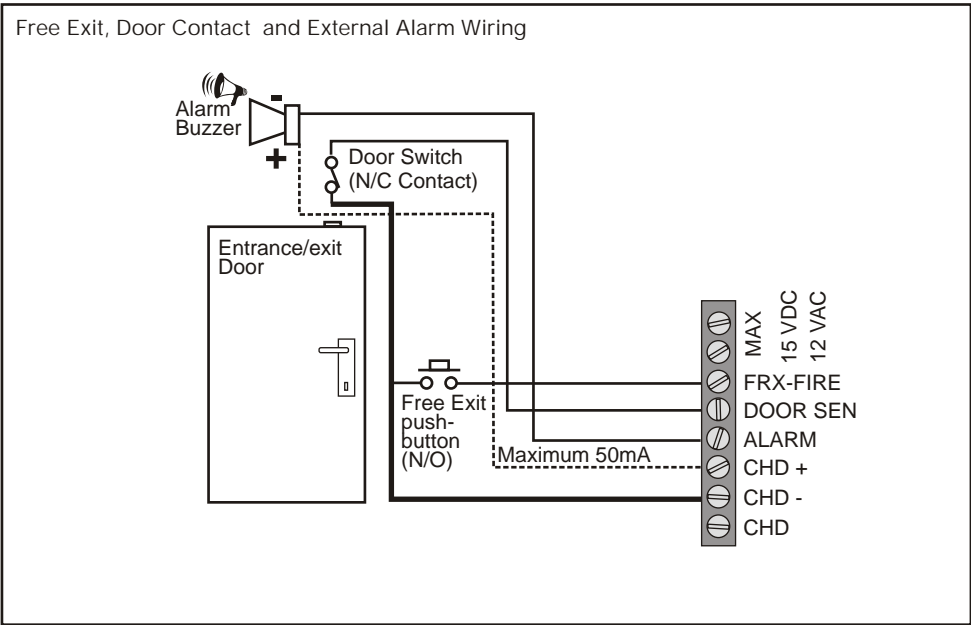 Free Exit, Door Contact and External Alarm Wiring
Alarm
Buzzer
-
+
Door Switch
(N/C Contact)
Entrance/exit
Door
Free Exit
push-
button
(N/O)
Maximum 50mA
MAX
15 VDC
12 VAC
FRX-FIRE
DOOR SEN
ALARM
CHD +
CHD -
CHD